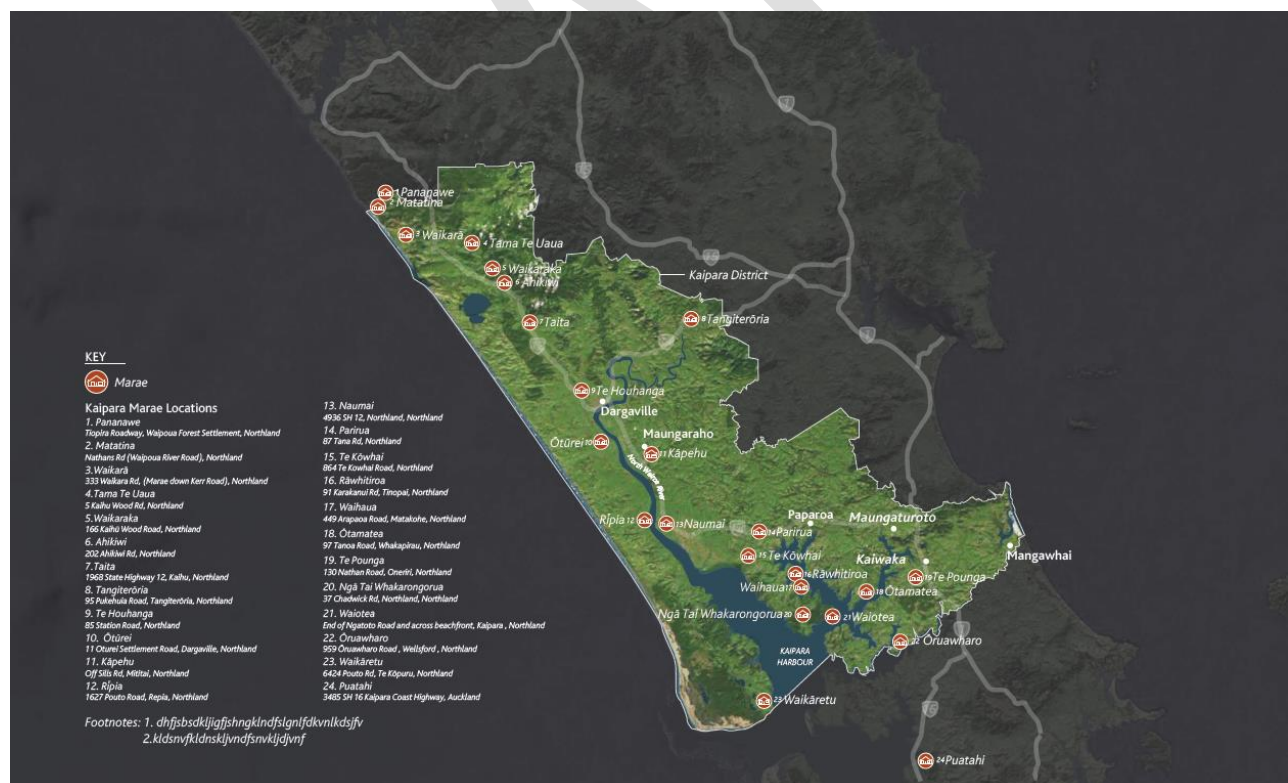 1 Pananawe
2 Matatina
3 Waikarā
4 Tama Te Uaua
5 Waikaraka
6 Ahikiwi
Kaipara District
7 Taita
8 Tangiterōria
9 Te Houhanga
Dargaville
Ōtūrei 10
Maungaraho
11 Kāpehu
North Wairoa River
Rīpia 12
13 Naumai
14 Parirua
Paparoa
Maungaturoto
Mangawhai
15 Te Kōwhai
Kaiwaka
16 Rāwhitiroa
Waihaua 17
18 Ōtamatea
19 Te Pounga
Ngā Tai Whakarongorua 20
21 Waiotea
22 Ōruawharo
KAIPARA
HARBOUR
23 Waikāretu
24 Puatahi
KEY
Marae
Kaipara Marae Locations
1. Pananawe
Tiopira Roadway, Waipoua Forest Settlement, Northland
2. Matatina
Nathans Rd (Waipoua River Road), Northland
3.Waikarā
333 Waikara Rd, (Marae down Kerr Road), Northland
4.Tama Te Uaua
5 Kaihu Wood Rd, Northland
5.Waikaraka
166 Kaihū Wood Road, Northland
6. Ahikiwi
202 Ahikiwi Rd, Northland
7.Taita
1968 State Highway 12, Kaihu, Northland
8. Tangiterōria
95 Pukehuia Road, Tangiterōria, Northland
9. Te Houhanga
85 Station Road, Northland
10. Ōtūrei
11 Oturei Settlement Road, Dargaville, Northland
11. Kāpehu
Off Sills Rd, Mititai, Northland
12. Rīpia
1627 Pouto Road, Repia, Northland
13. Naumai
4936 SH 12, Northland, Northland
14. Parirua
87 Tana Rd, Northland
15. Te Kōwhai
864 Te Kowhai Road, Northland
16. Rāwhitiroa
91 Karakanui Rd, Tinopai, Northland
17. Waihaua
449 Arapaoa Road, Matakohe, Northland
18. Ōtamatea
97 Tanoa Road, Whakapirau, Northland
19. Te Pounga
130 Nathan Road, Oneriri, Northland
20. Ngā Tai Whakarongorua
37 Chadwick Rd, Northland, Northland
21. Waiotea
End of Ngatoto Road and across beachfront, Kaipara , Northland
22. Ōruawharo
959 Ōruawharo Road , Wellsford , Northland
23. Waikāretu
6424 Pouto Rd, Te Kōpuru, Northland
24. Puatahi
3485 SH 16 Kaipara Coast Highway, Auckland
Footnotes: 1. dhfjsbsdkljigfjshngklndfslgnlfdkvnlkdsjfv
2.kldsnvfkldnskljvndfsnvkljdjvnf